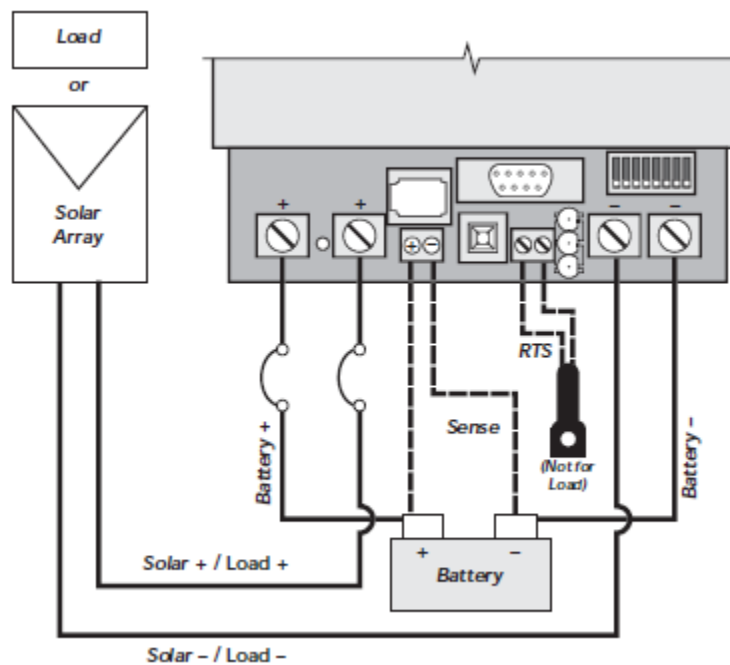 Load
or
Solar
Array
+
+
+ −
−
−
RTS
(Not for
Load)
Sense
Battery +
Battery −
+
−
Battery
Solar + / Load +
Solar − / Load −